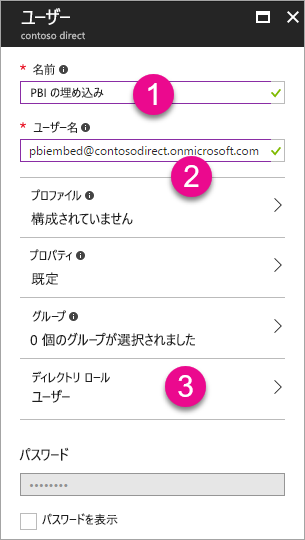 ユーザー
contoso direct
* 名前
PBI の埋め込み
1
* ユーザー名
pbiembed@contosodirect.onmicrosoft.com
2
プロファイル
構成されていません
プロパティ
既定
グループ
0 個のグループが選択されました
ディレクトリ ロール
ユーザー
3
パスワード
••••••••
パスワードを表示